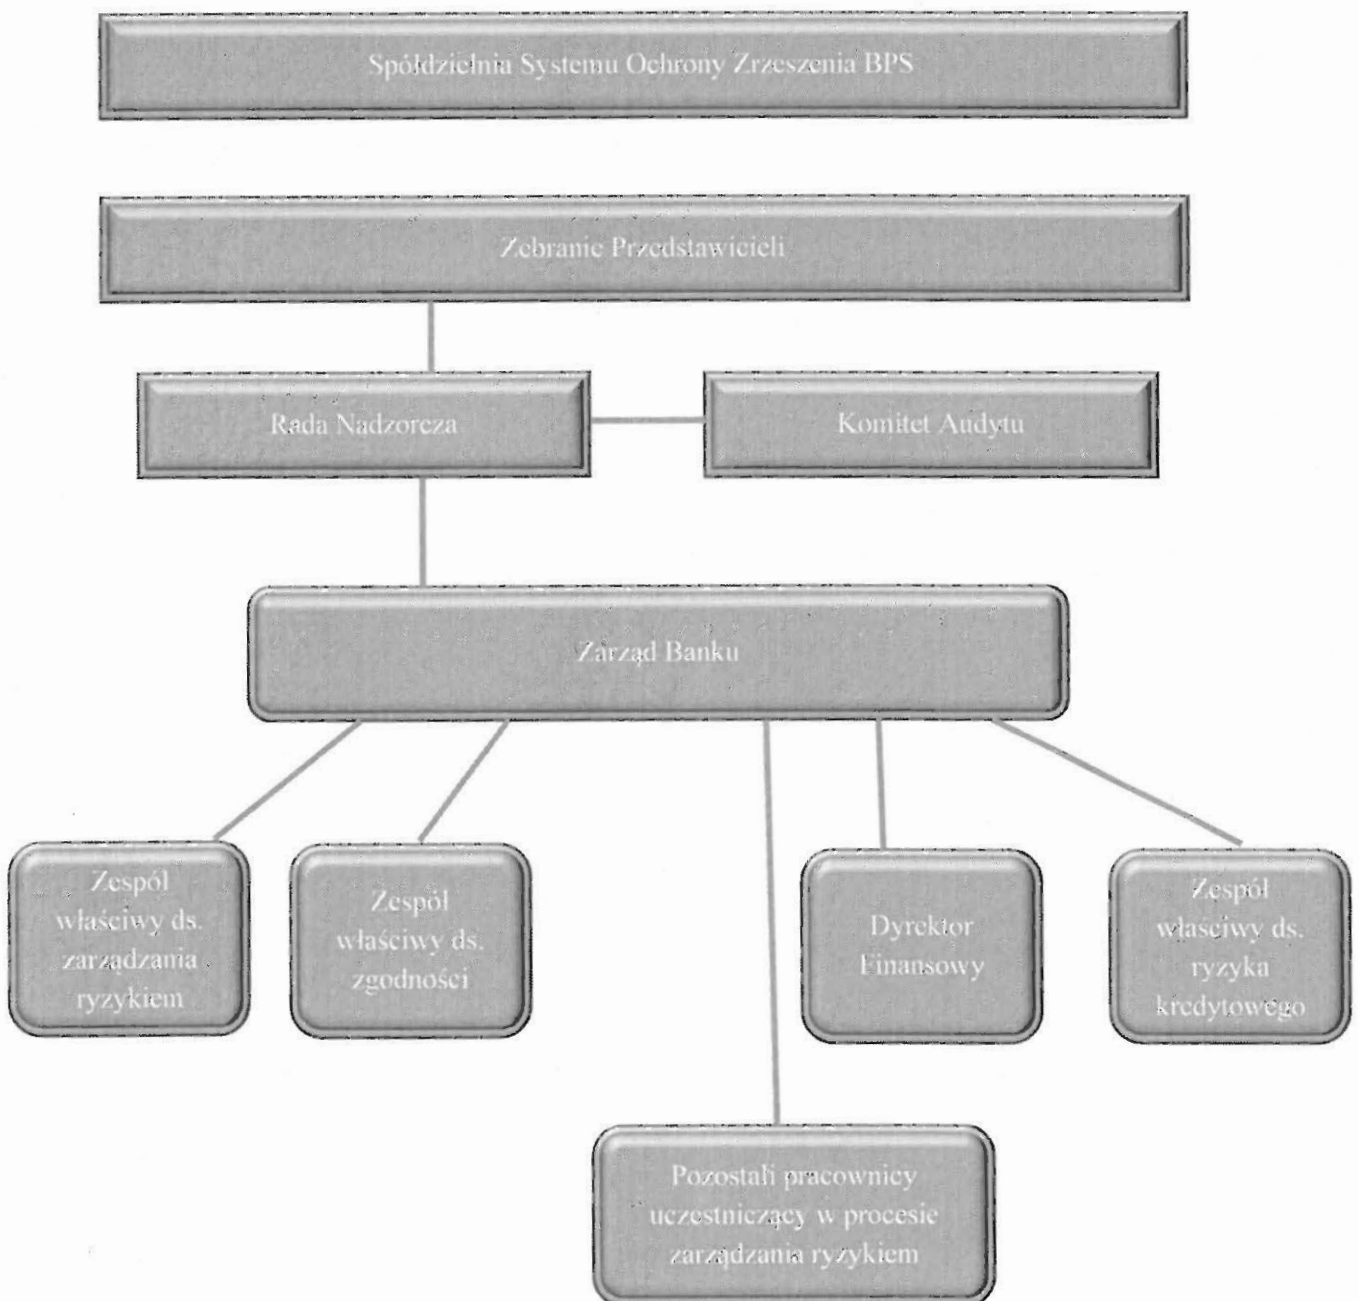 Spółdzielnia Systemu Ochrony Zrzeszenia BPS
Zebranie Przedstawicieli
Rada Nadzorcza
Komitet Audytu
Zarząd Banku
Zespół
właściwy ds.
zarządzania
ryzykiem
Zespół
właściwy ds.
zgodności
Dyrektor
Finansowy
Zespół
właściwy ds.
ryzyka
kredytowego
Pozostali pracownicy
uczestniczący w procesie
zarządzania ryzykiem